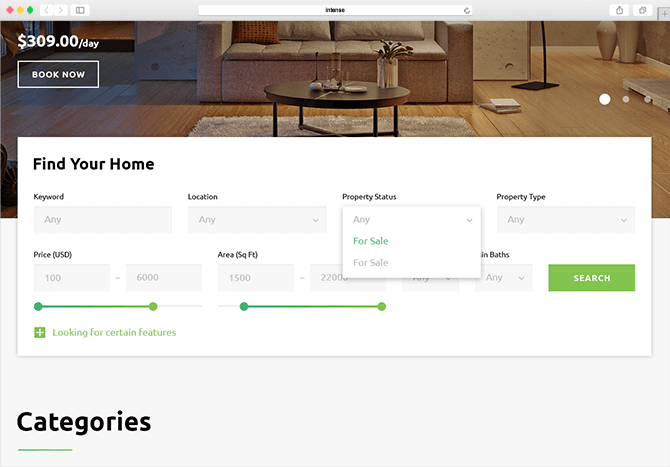 intense
$309.00/day
BOOK NOW
Find Your Home
Keyword
Location
Property Status
Property Type
Any
Any
Any
Any
For Sale
For Sale
Price (USD)
Area (Sq Ft)
Baths
100
–
6000
1500
–
22000
Any
Any
SEARCH
Looking for certain features
Categories